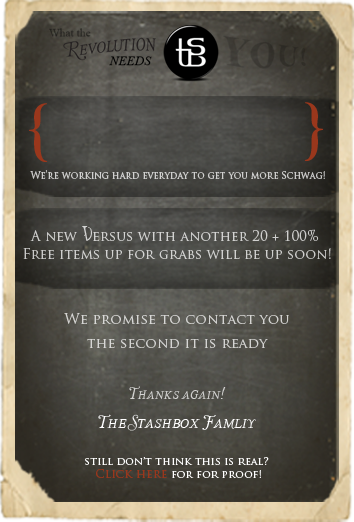 What the
Revolution
needs
tSB
You!
{ }
We're working hard everyday to get you more Schwag!
A new Versus with another 20 + 100%
Free items up for grabs will be up soon!
We promise to contact you
the second it is ready
Thanks again!
The Stashbox Famliy
still don't think this is real?
Click here for for proof!